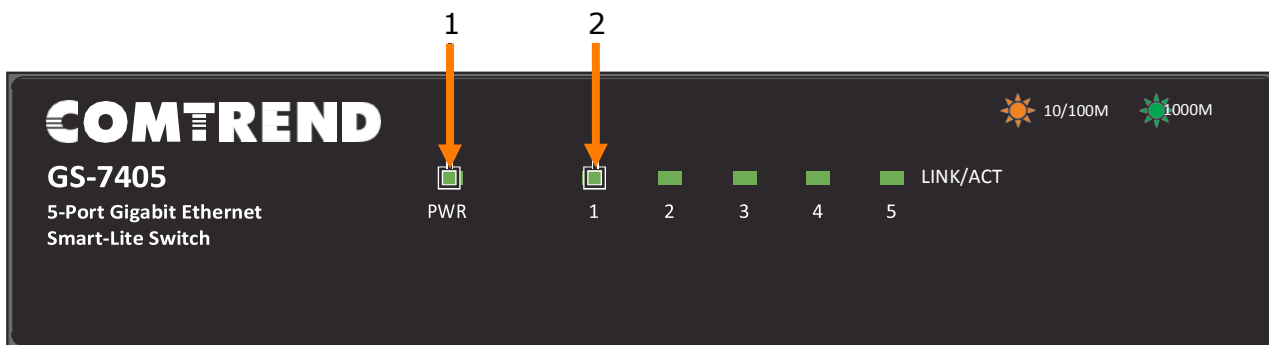 1 2
COMTREND
10/100M 1000M
GS-7405
LINK/ACT
5-Port Gigabit Ethernet
PWR 1 2 3 4 5
Smart-Lite Switch